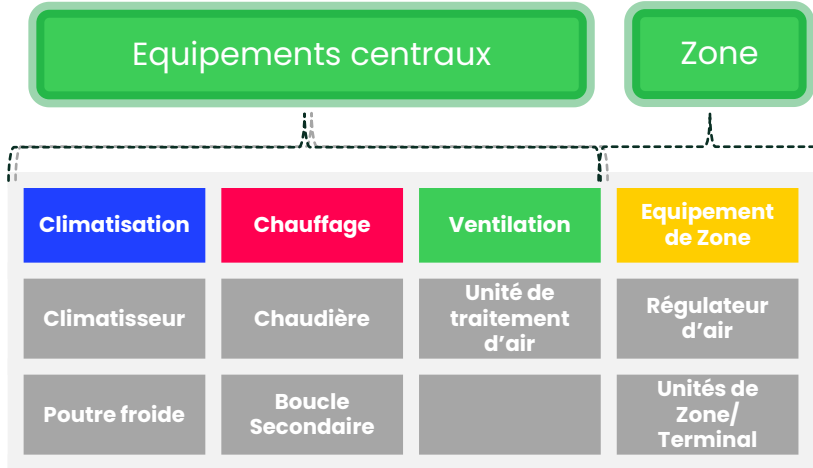 Equipements centraux
Zone
Climatisation
Chauffage
Ventilation
Equipement
de Zone
Climatisseur
Chaudière
Unité de
traitement
d'air
Régulateur
d'air
Poutre froide
Boucle
Secondaire
Unités de
Zone/
Terminal